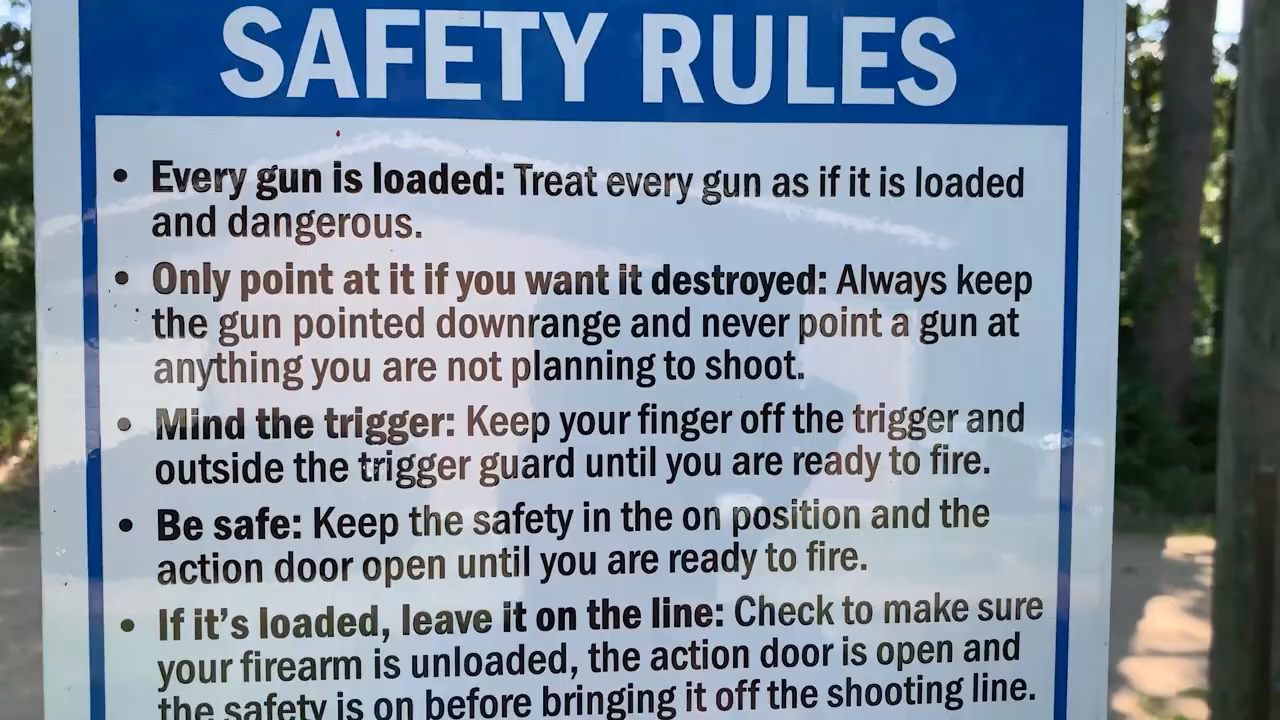 SAFETY RULES
• Every gun is loaded: Treat every gun as if it is loaded
and dangerous.
• Only point at it if you want it destroyed: Always keep
the gun pointed downrange and never point a gun at
anything you are not planning to shoot.
• Mind the trigger: Keep your finger off the trigger and
outside the trigger guard until you are ready to fire.
• Be safe: Keep the safety in the on position and the
action door open until you are ready to fire.
• If it's loaded, leave it on the line: Check to make sure
your firearm is unloaded, the action door is open and
the safety is on before bringing it off the shooting line.